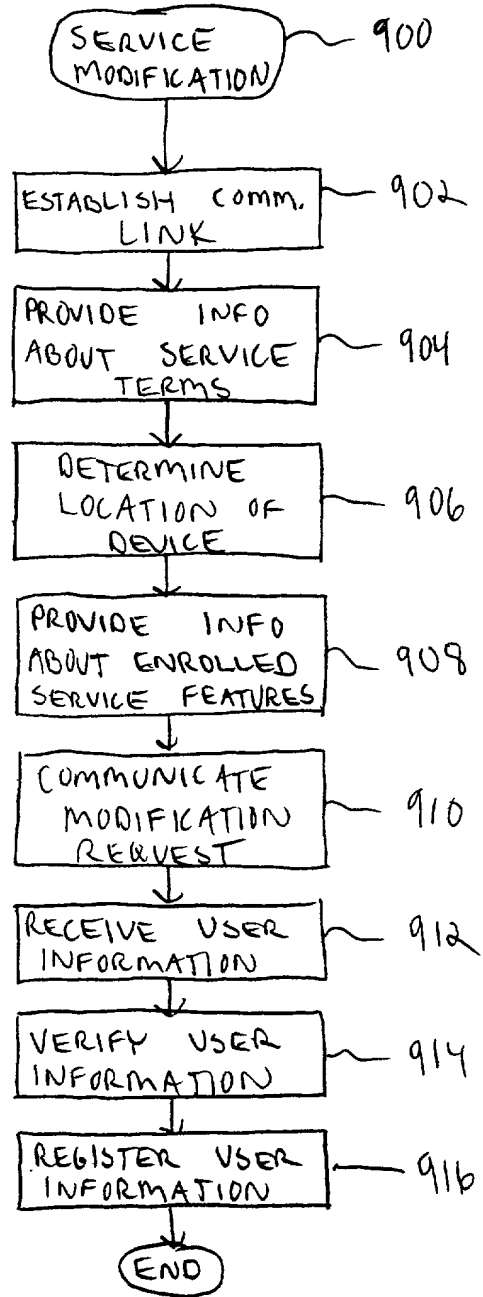 SERVICE
MODIFICATION
900
ESTABLISH COMM.
LINK
902
PROVIDE INFO
ABOUT SERVICE
TERMS
904
DETERMINE
LOCATION OF
DEVICE
906
PROVIDE INFO
ABOUT ENROLLED
SERVICE FEATURES
908
COMMUNICATE
MODIFICATION
REQUEST
910
RECEIVE USER
INFORMATION
912
VERIFY USER
INFORMATION
914
REGISTER USER
INFORMATION
916
END